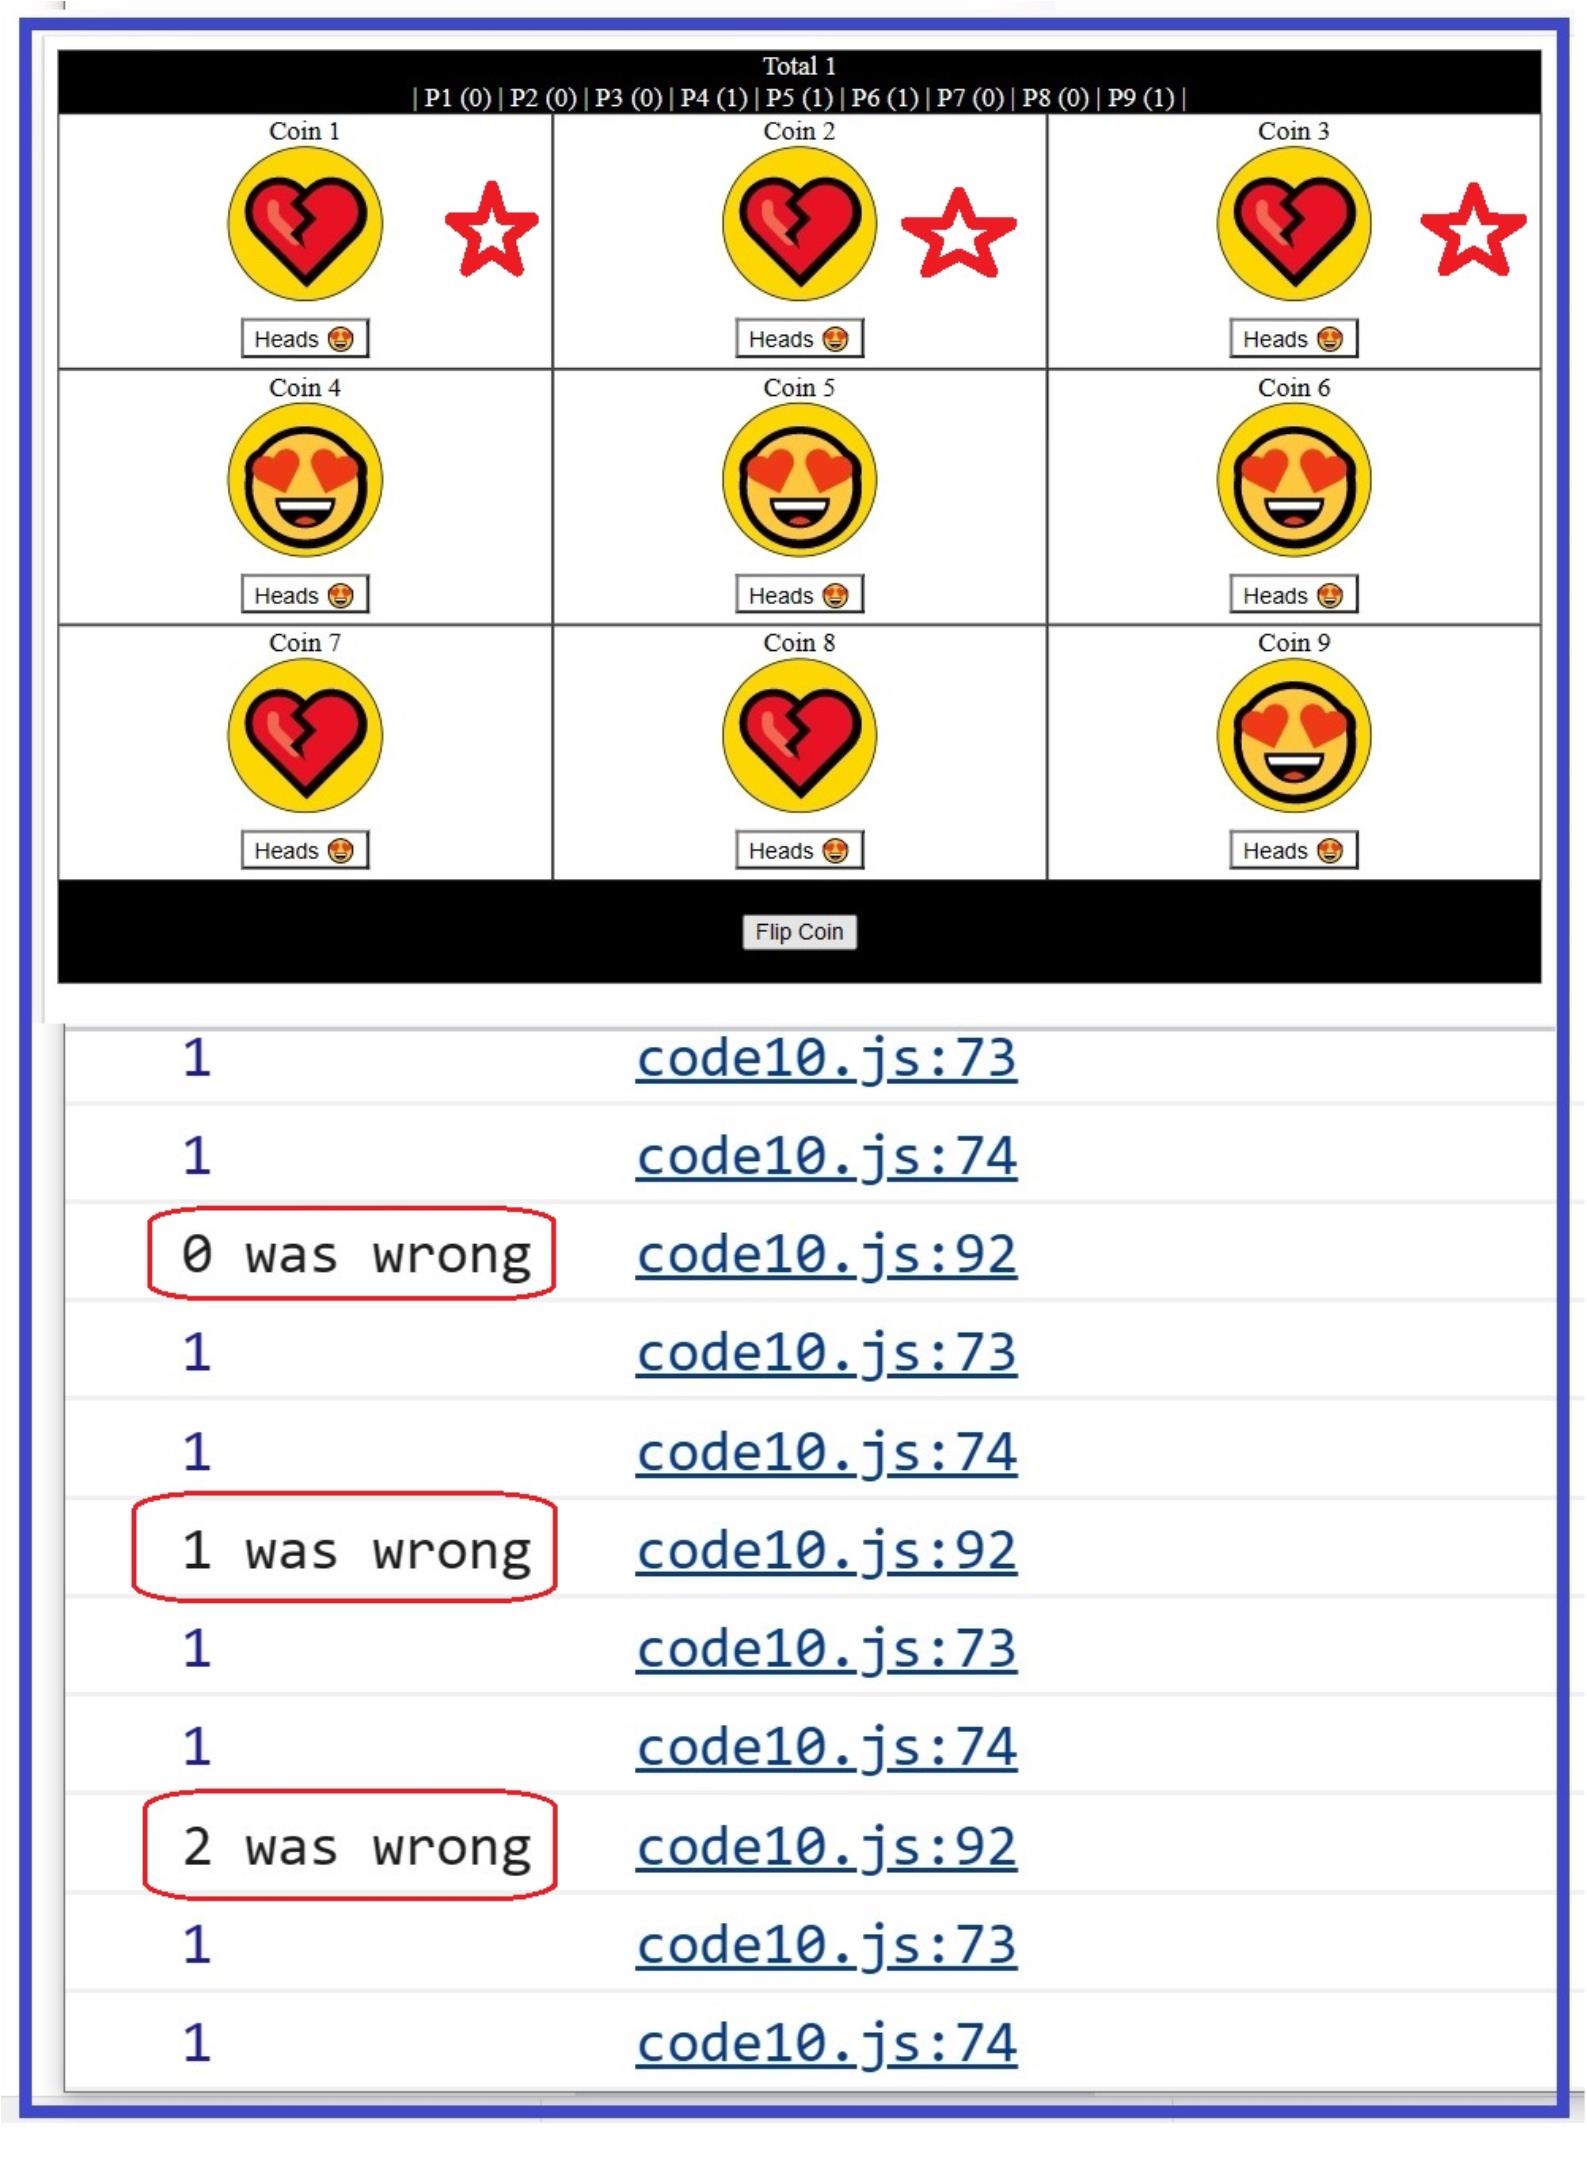 Total 1
| P1 (0) | P2 (0) | P3 (0) | P4 (1) | P5 (1) | P6 (1) | P7 (0) | P8 (0) | P9 (1) |
Coin 1 Coin 2 Coin 3
Heads 😍 Heads 😍 Heads 😍
Coin 4 Coin 5 Coin 6
Heads 😍 Heads 😍 Heads 😍
Coin 7 Coin 8 Coin 9
Heads 😍 Heads 😍 Heads 😍
Flip Coin
1 code10.js:73
1 code10.js:74
0 was wrong code10.js:92
1 code10.js:73
1 code10.js:74
1 was wrong code10.js:92
1 code10.js:73
1 code10.js:74
2 was wrong code10.js:92
1 code10.js:73
1 code10.js:74